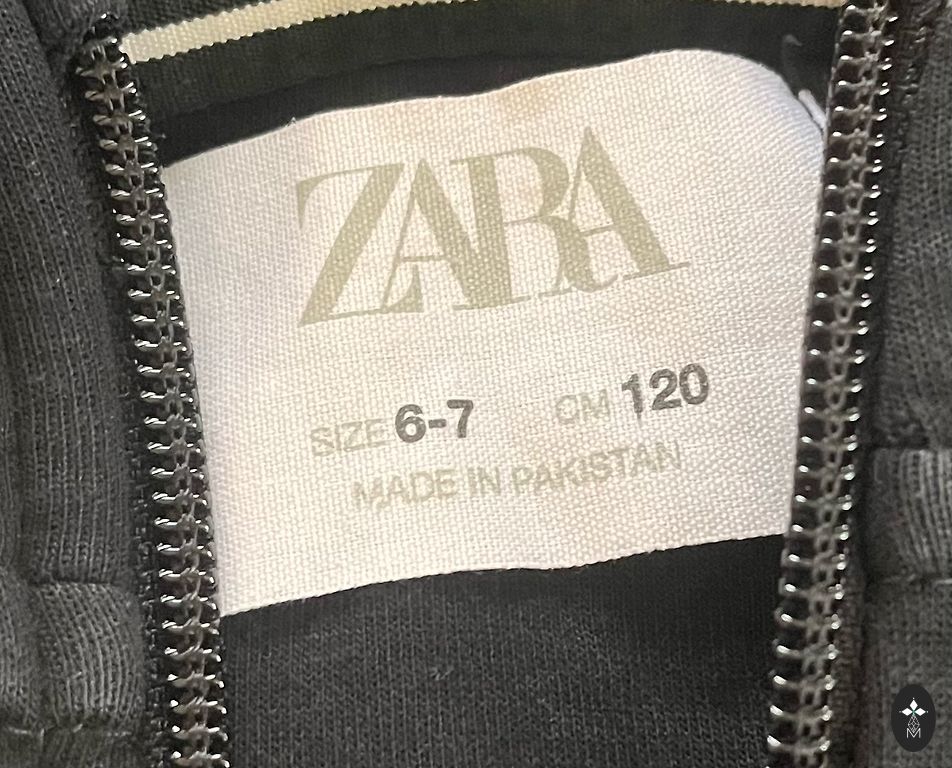 ZARA
SIZE 6-7 CM 120
MADE IN PAKISTAN
M